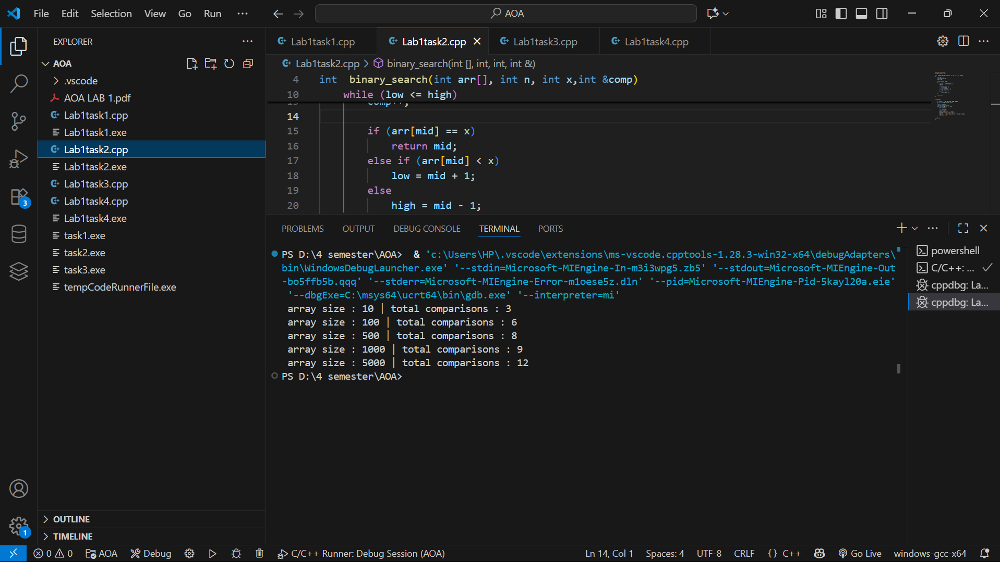 File Edit Selection View Go Run ··· AOA
EXPLORER ···
AOA
.vscode
AOA LAB 1.pdf
Lab1task1.cpp
Lab1task1.exe
Lab1task2.cpp
Lab1task2.exe
Lab1task3.cpp
Lab1task4.cpp
Lab1task4.exe
task1.exe
task2.exe
task3.exe
tempCodeRunnerFile.exe
OUTLINE
TIMELINE
Lab1task1.cpp Lab1task2.cpp Lab1task3.cpp Lab1task4.cpp
Lab1task2.cpp > binary_search(int [], int, int, int &)
4 int binary_search(int arr[], int n, int x,int &comp)
10 while (low <= high)
13 comp++;
14
15 if (arr[mid] == x)
16 return mid;
17 else if (arr[mid] < x)
18 low = mid + 1;
19 else
20 high = mid - 1;
PROBLEMS OUTPUT DEBUG CONSOLE TERMINAL PORTS
PS D:\4 semester\AOA> & 'c:\Users\HP\.vscode\extensions\ms-vscode.cpptools-1.28.3-win32-x64\debugAdapters\
bin\WindowsDebugLauncher.exe' '--stdin=Microsoft-MIEngine-In-m3i3wpg5.zb5' '--stdout=Microsoft-MIEngine-Out
-bo5ffb5b.qqq' '--stderr=Microsoft-MIEngine-Error-m1oese5z.dln' '--pid=Microsoft-MIEngine-Pid-5kayl20a.eie'
'--dbgExe=C:\msys64\ucrt64\bin\gdb.exe' '--interpreter=mi'
array size : 10 | total comparisons : 3
array size : 100 | total comparisons : 6
array size : 500 | total comparisons : 8
array size : 1000 | total comparisons : 9
array size : 5000 | total comparisons : 12
PS D:\4 semester\AOA>
powershell
C/C++: ...
cppdbg: La...
cppdbg: La...
3
1
0 0 AOA Debug C/C++ Runner: Debug Session (AOA) Ln 14, Col 1 Spaces: 4 UTF-8 CRLF {} C++ Go Live windows-gcc-x64